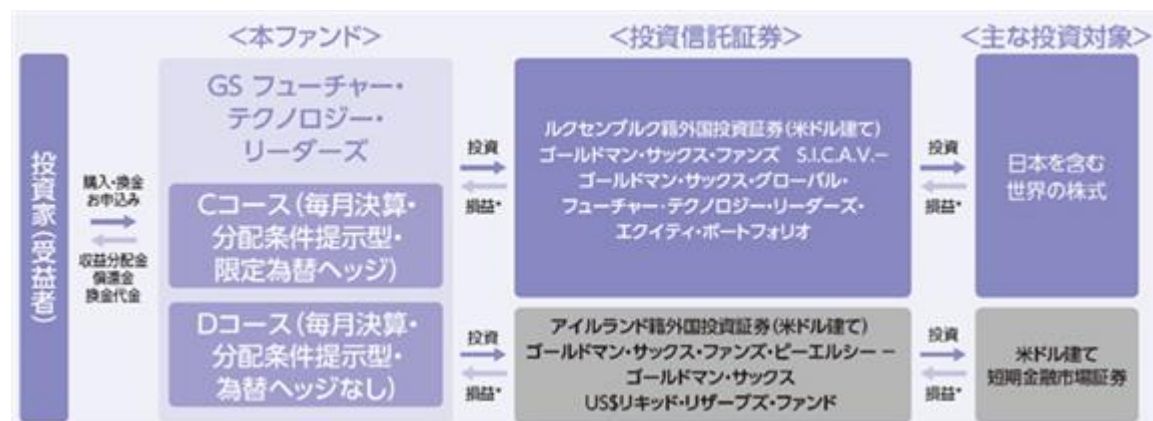 <本ファンド>
<投資信託証券>
<主な投資対象>
投資家(受益者)
購入・換金
お申込み
収益分配金
償還金
換金代金
GS フューチャー・
テクノロジー・
リーダーズ
Cコース(毎月決算・
分配条件提示型・
限定為替ヘッジ)
Dコース(毎月決算・
分配条件提示型・
為替ヘッジなし)
投資
損益*
ルクセンブルク籍外国投資証券(米ドル建て)
ゴールドマン・サックス・ファンズ S.I.C.A.V.-
ゴールドマン・サックス・グローバル・
フューチャー・テクノロジー・リーダーズ・
エクイティ・ポートフォリオ
投資
損益*
日本を含む
世界の株式
投資
損益*
アイルランド籍外国投資証券(米ドル建て)
ゴールドマン・サックス・ファンズ・ピーエルシー -
ゴールドマン・サックス
US$リキッド・リザーブズ・ファンド
投資
損益*
米ドル建て
短期金融市場証券